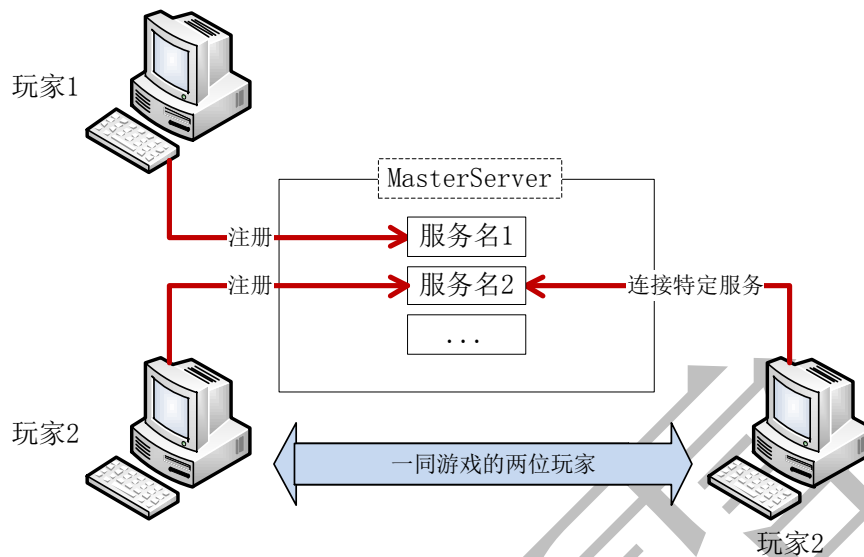 玩家1
MasterServer
注册
服务名1
注册
服务名2
连接特定服务
...
玩家2
一同游戏的两位玩家
玩家2